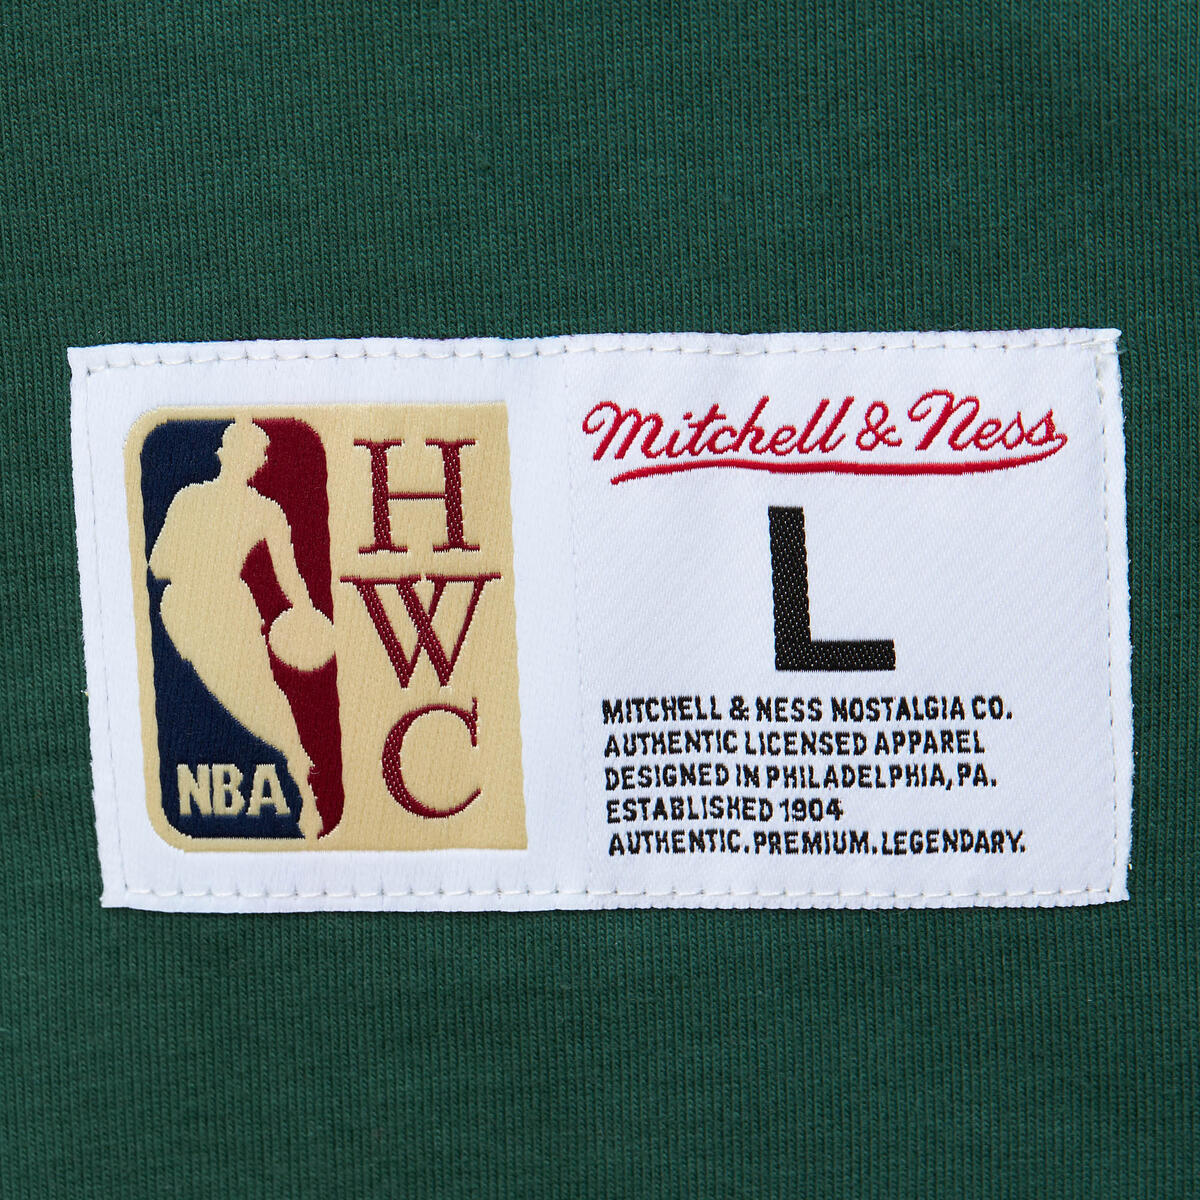 NBA
H
W
C
Mitchell & Ness
L
MITCHELL & NESS NOSTALGIA CO.
AUTHENTIC LICENSED APPAREL
DESIGNED IN PHILADELPHIA, PA.
ESTABLISHED 1904
AUTHENTIC. PREMIUM. LEGENDARY.